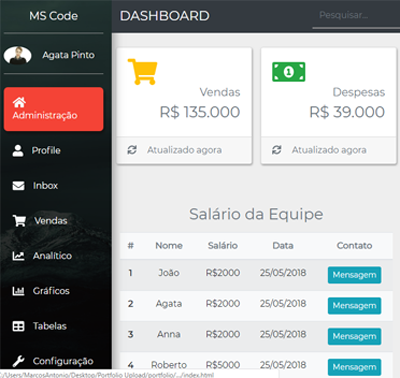 MS Code
Agata Pinto
Administração
Profile
Inbox
Vendas
Analítico
Gráficos
Tabelas
Configuração
DASHBOARD
Pesquisar...
Vendas
R$ 135.000
Atualizado agora
Despesas
R$ 39.000
Atualizado agora
Salário da Equipe
# Nome Salário Data Contato
1 João R$2000 25/05/2018 Mensagem
2 Agata R$2000 25/05/2018 Mensagem
3 Anna R$2000 25/05/2018 Mensagem
4 Roberto R$5000 25/05/2018 Mensagem
C:/Users/MarcosAntonio/Desktop/Portfolio Upload/portfolio/.../index.html